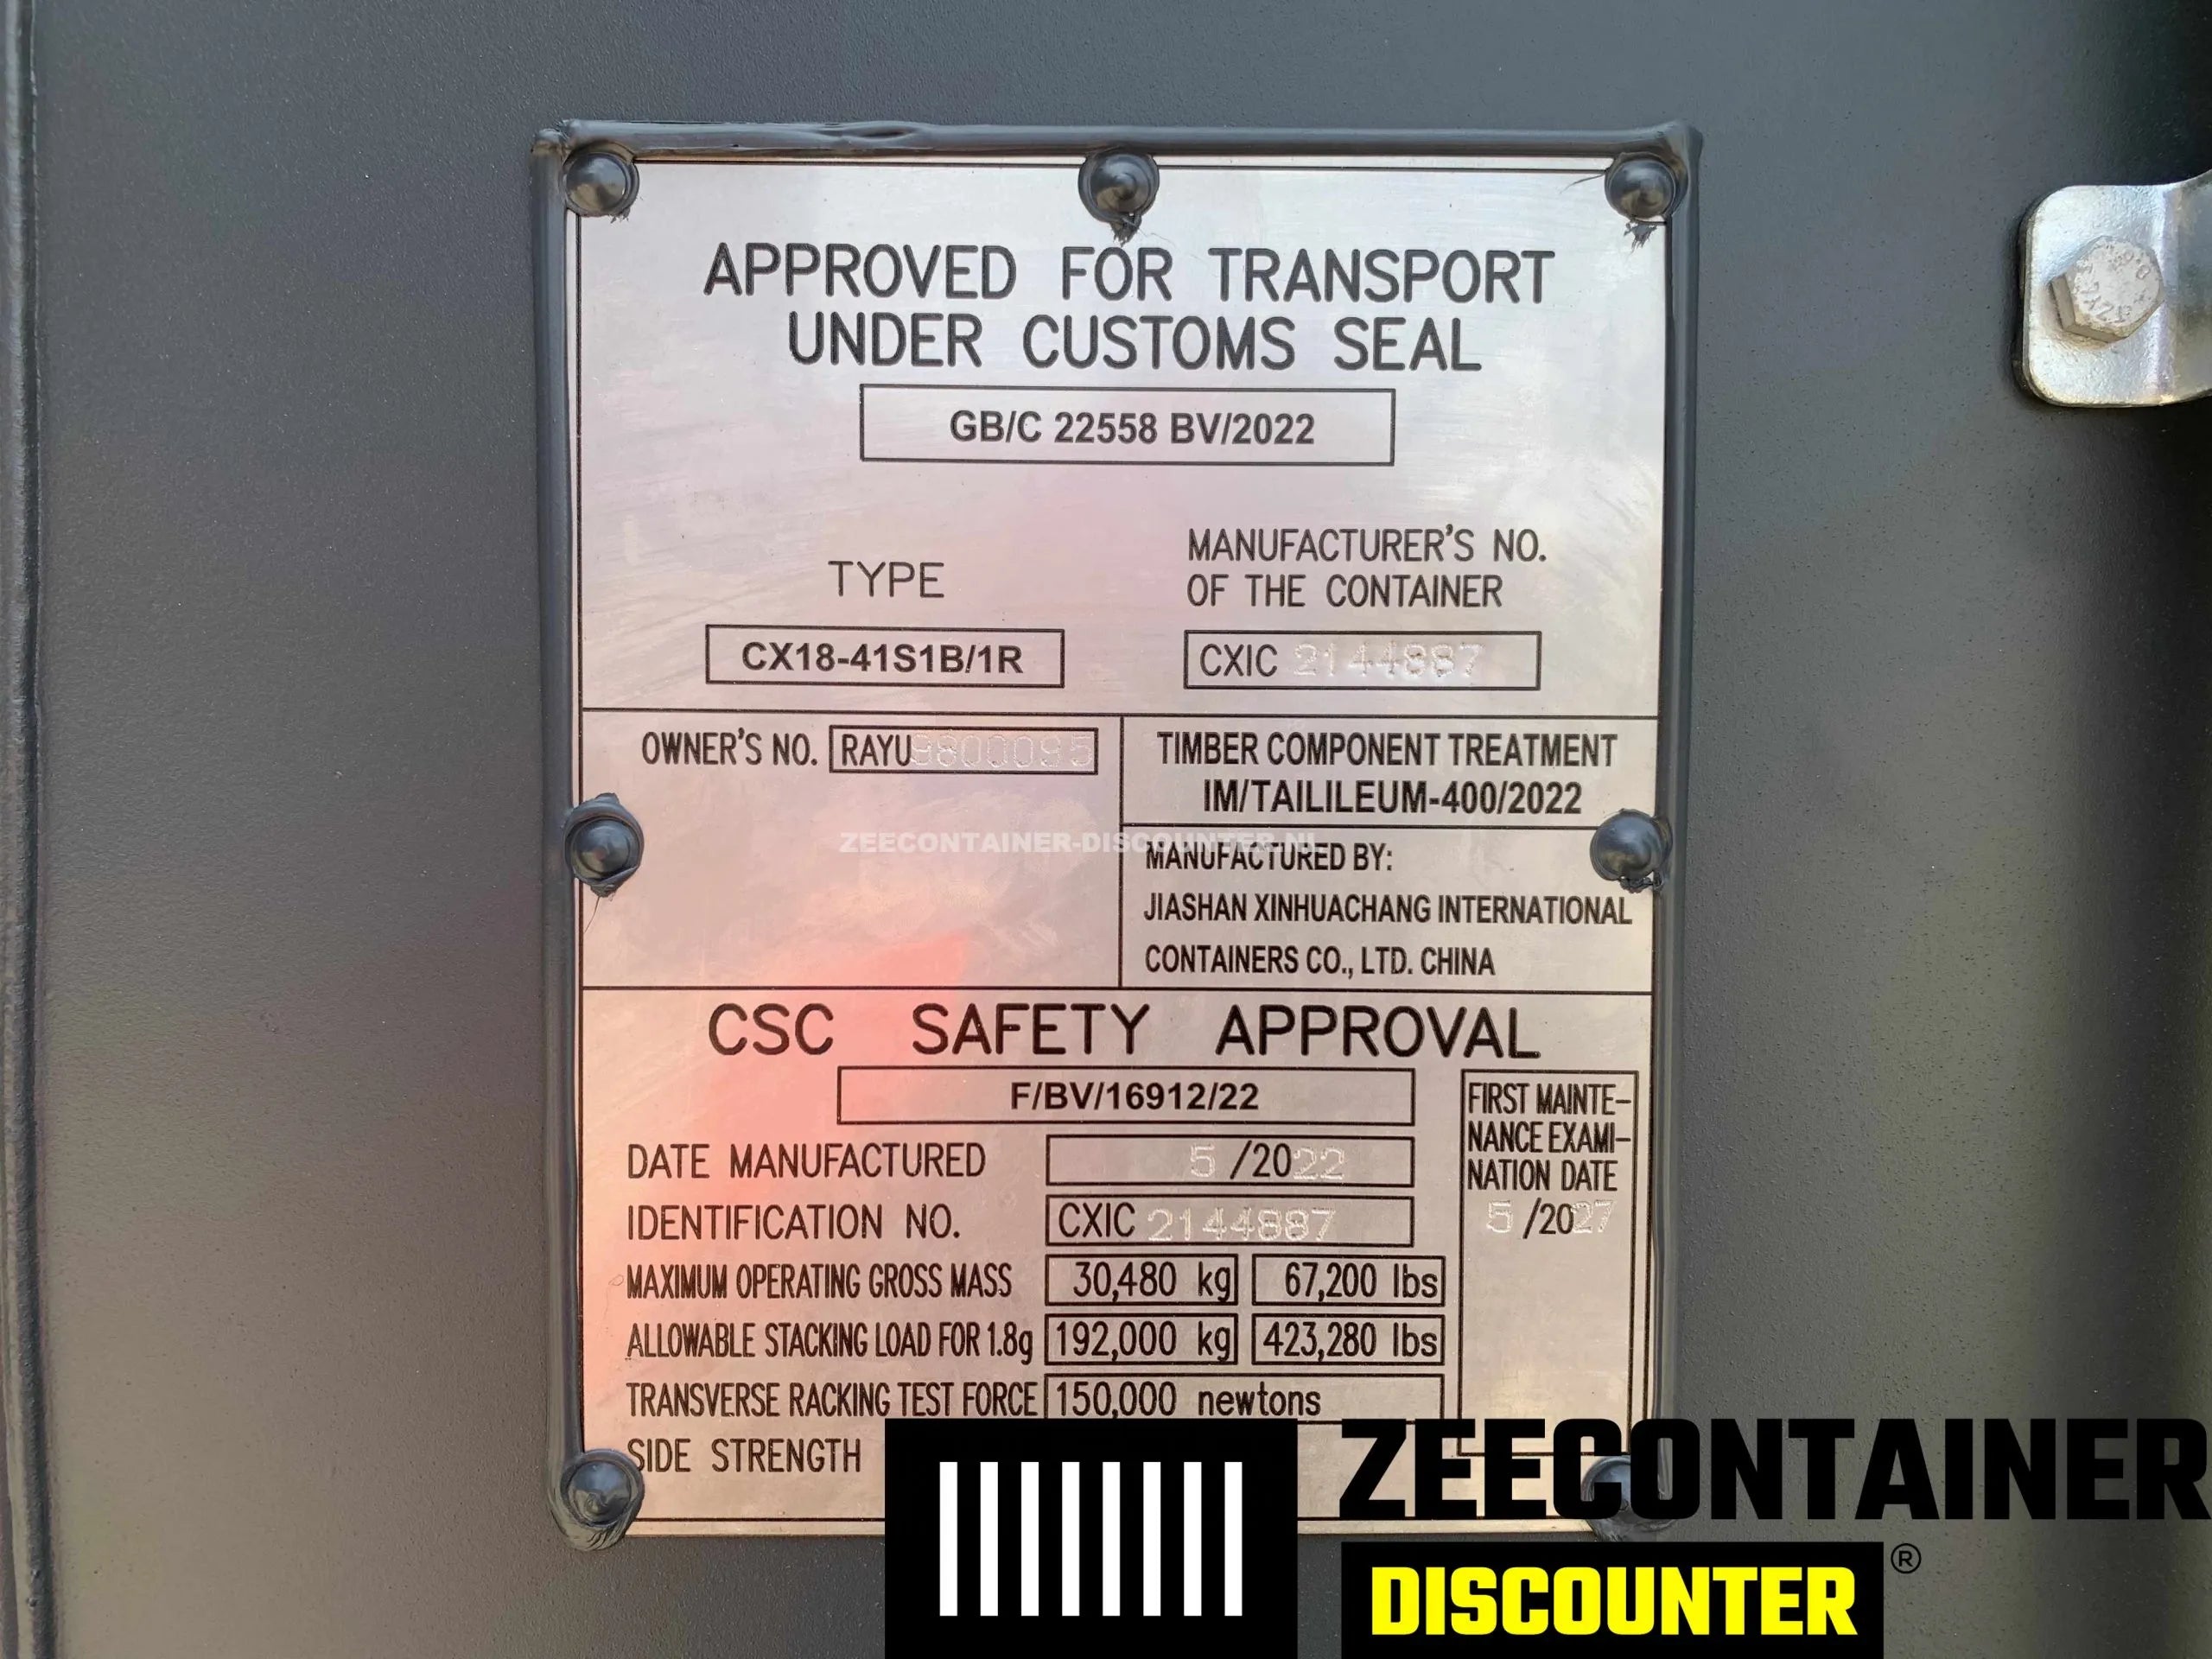 APPROVED FOR TRANSPORT
UNDER CUSTOMS SEAL
GB/C 22558 BV/2022
TYPE
CX18-41S1B/1R
MANUFACTURER'S NO.
OF THE CONTAINER
CXIC 2144887
OWNER'S NO. RAYU9800095
TIMBER COMPONENT TREATMENT
IM/TAILILEUM-400/2022
ZEECONTAINER-DISCOUNTER.NL
MANUFACTURED BY:
JIASHAN XINHUACHANG INTERNATIONAL
CONTAINERS CO., LTD. CHINA
CSC SAFETY APPROVAL
F/BV/16912/22
DATE MANUFACTURED 5 /2022
IDENTIFICATION NO. CXIC 2144887
MAXIMUM OPERATING GROSS MASS 30,480 kg 67,200 lbs
ALLOWABLE STACKING LOAD FOR 1.8g 192,000 kg 423,280 lbs
TRANSVERSE RACKING TEST FORCE 150,000 newtons
SIDE STRENGTH
FIRST MAINTE-
NANCE EXAMI-
NATION DATE
5 /2027
ZEECONTAINER
DISCOUNTER ®